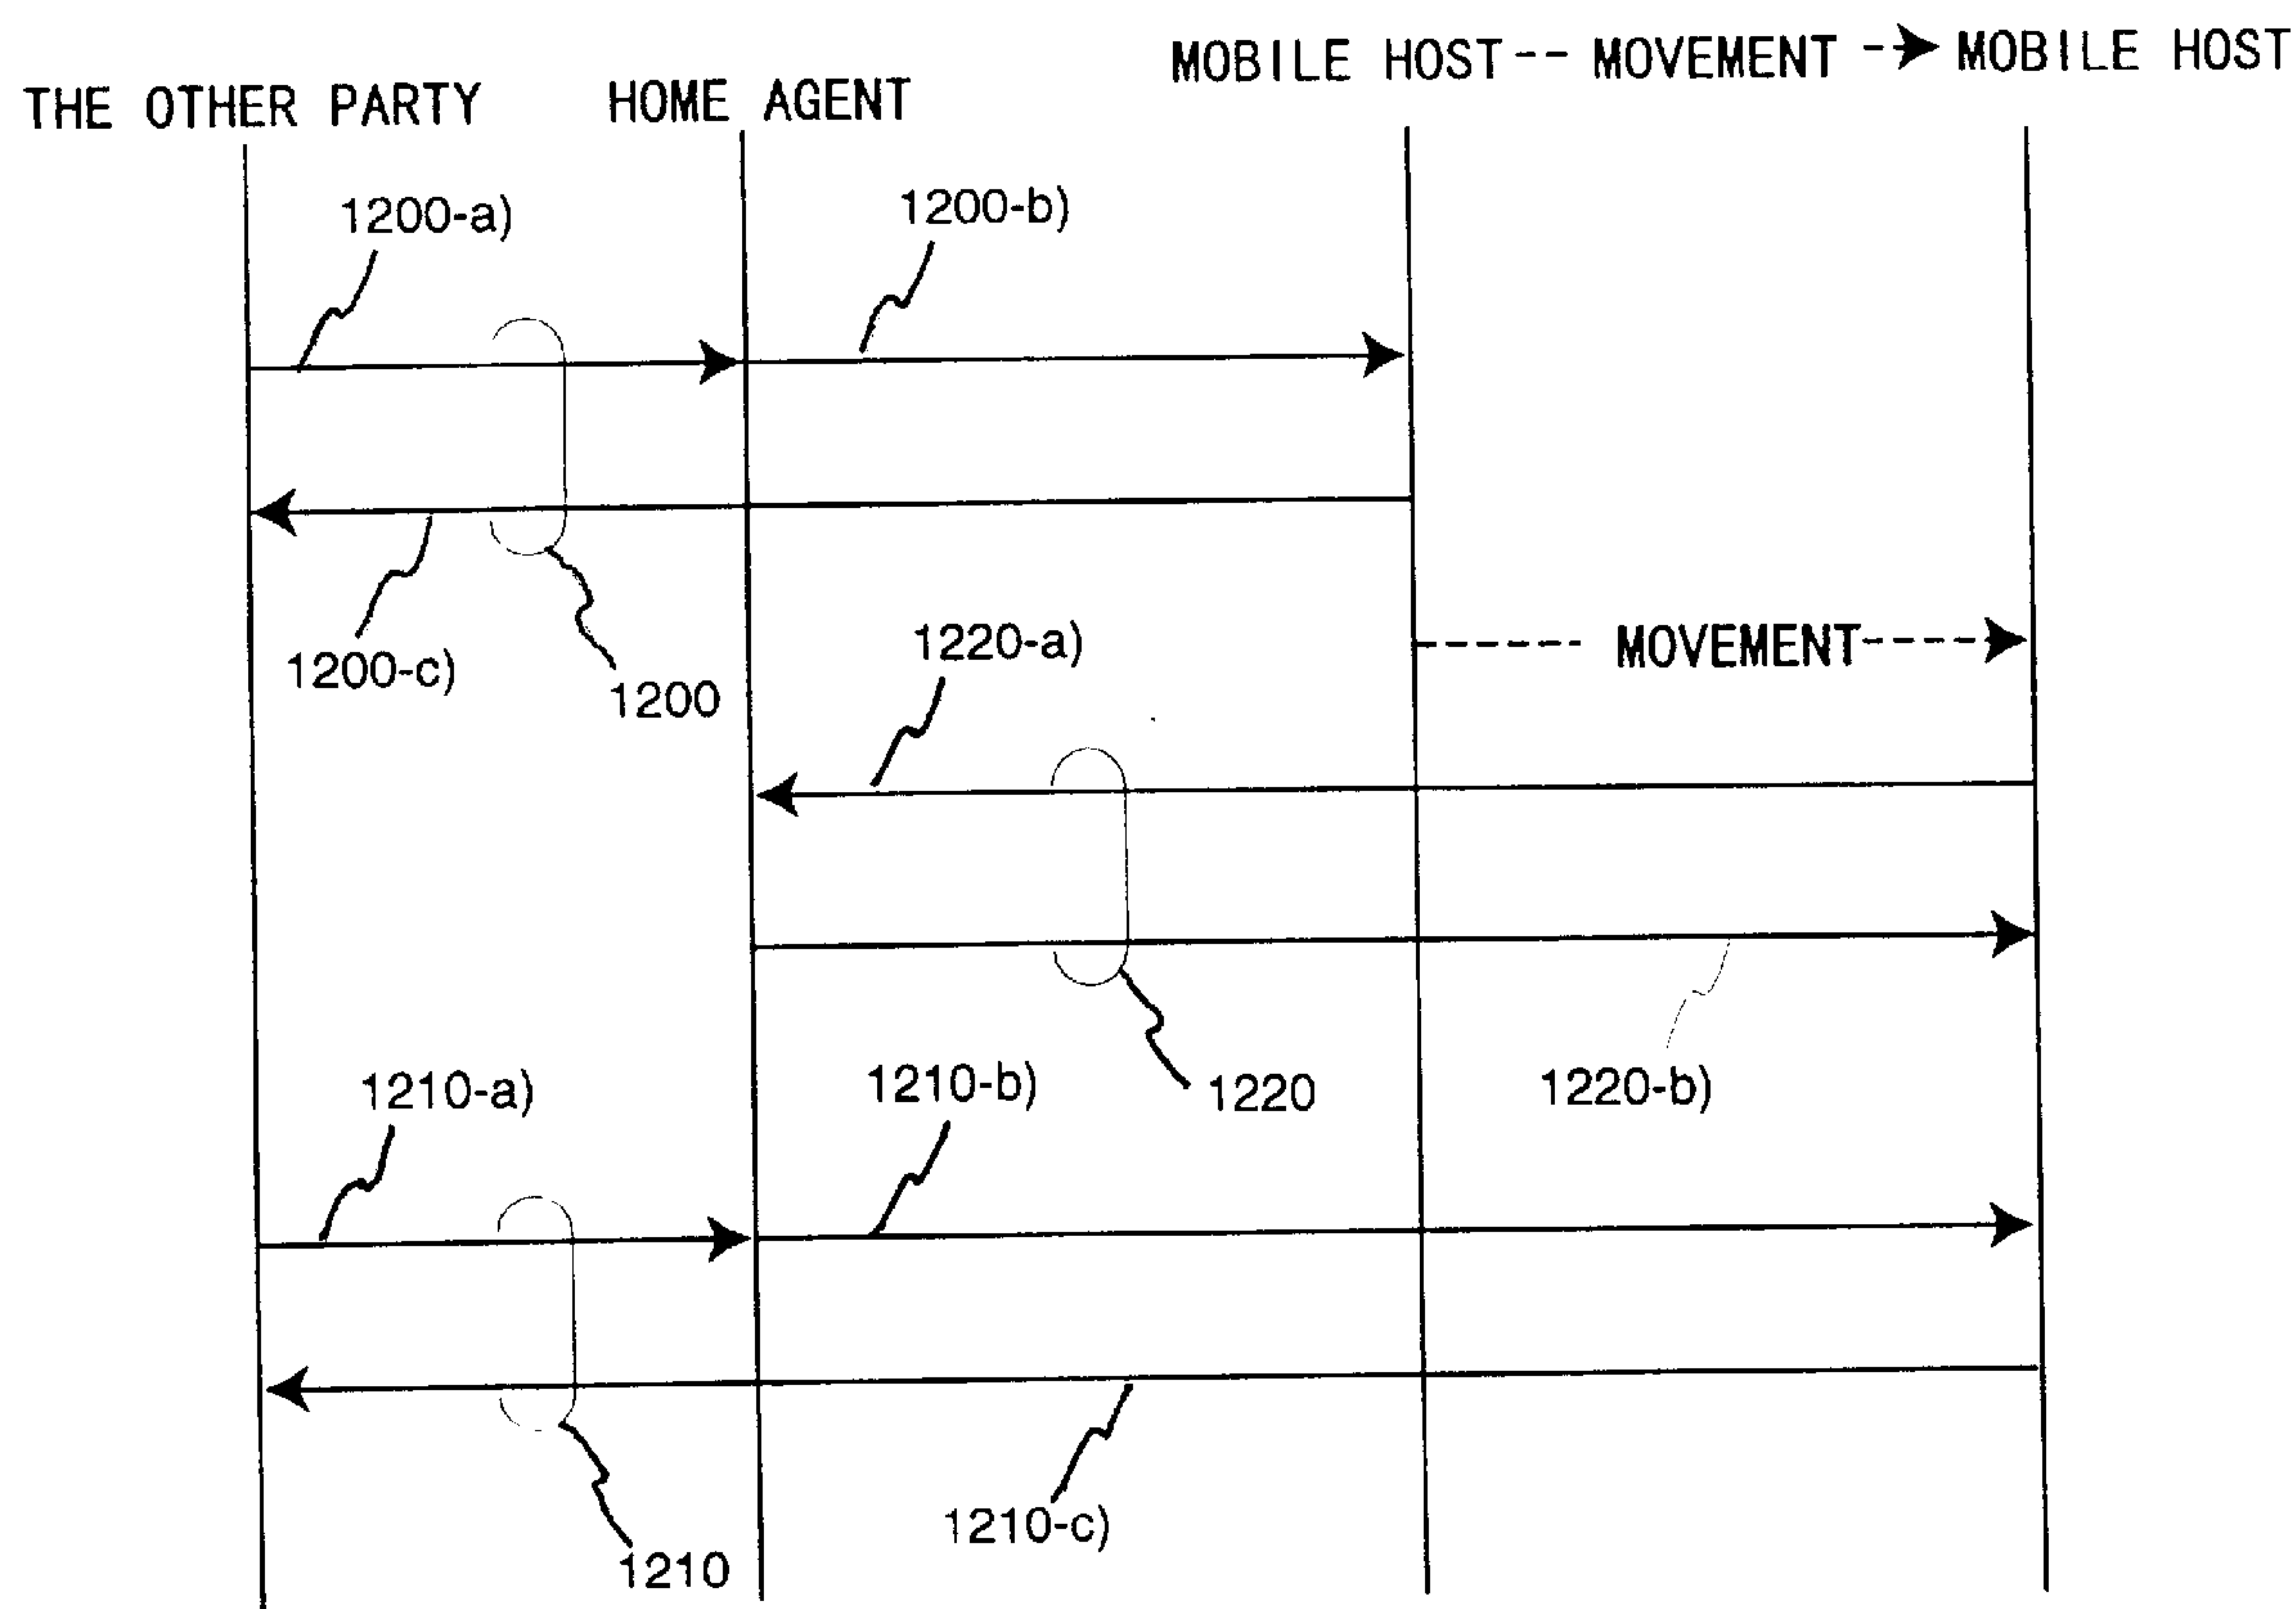 MOBILE HOST-- MOVEMENT --> MOBILE HOST
THE OTHER PARTY HOME AGENT
1200-a) 1200-b)
1220-a) MOVEMENT
1200-c) 1200
1210-a) 1210-b) 1220 1220-b)
1210-c)
1210